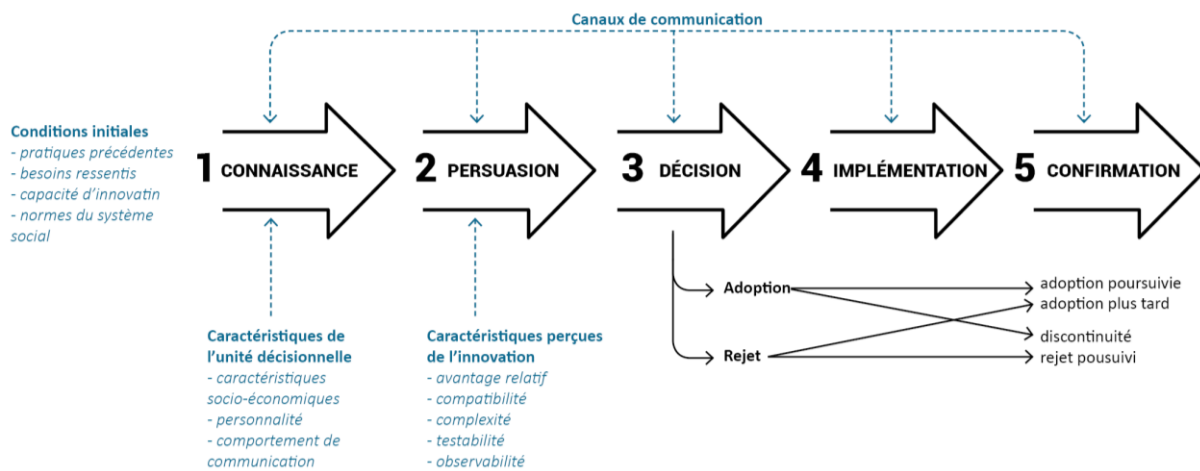 Canaux de communication
Conditions initiales
- pratiques précédentes
- besoins ressentis
- capacité d'innovatin
- normes du système
social
1 CONNAISSANCE
2 PERSUASION
3 DÉCISION
4 IMPLÉMENTATION
5 CONFIRMATION
Adoption
Rejet
adoption poursuivie
adoption plus tard
discontinuité
rejet pousuivi
Caractéristiques de
l'unité décisionnelle
- caractéristiques
socio-économiques
- personnalité
- comportement de
communication
Caractéristiques perçues
de l'innovation
- avantage relatif
- compatibilité
- complexité
- testabilité
- observabilité